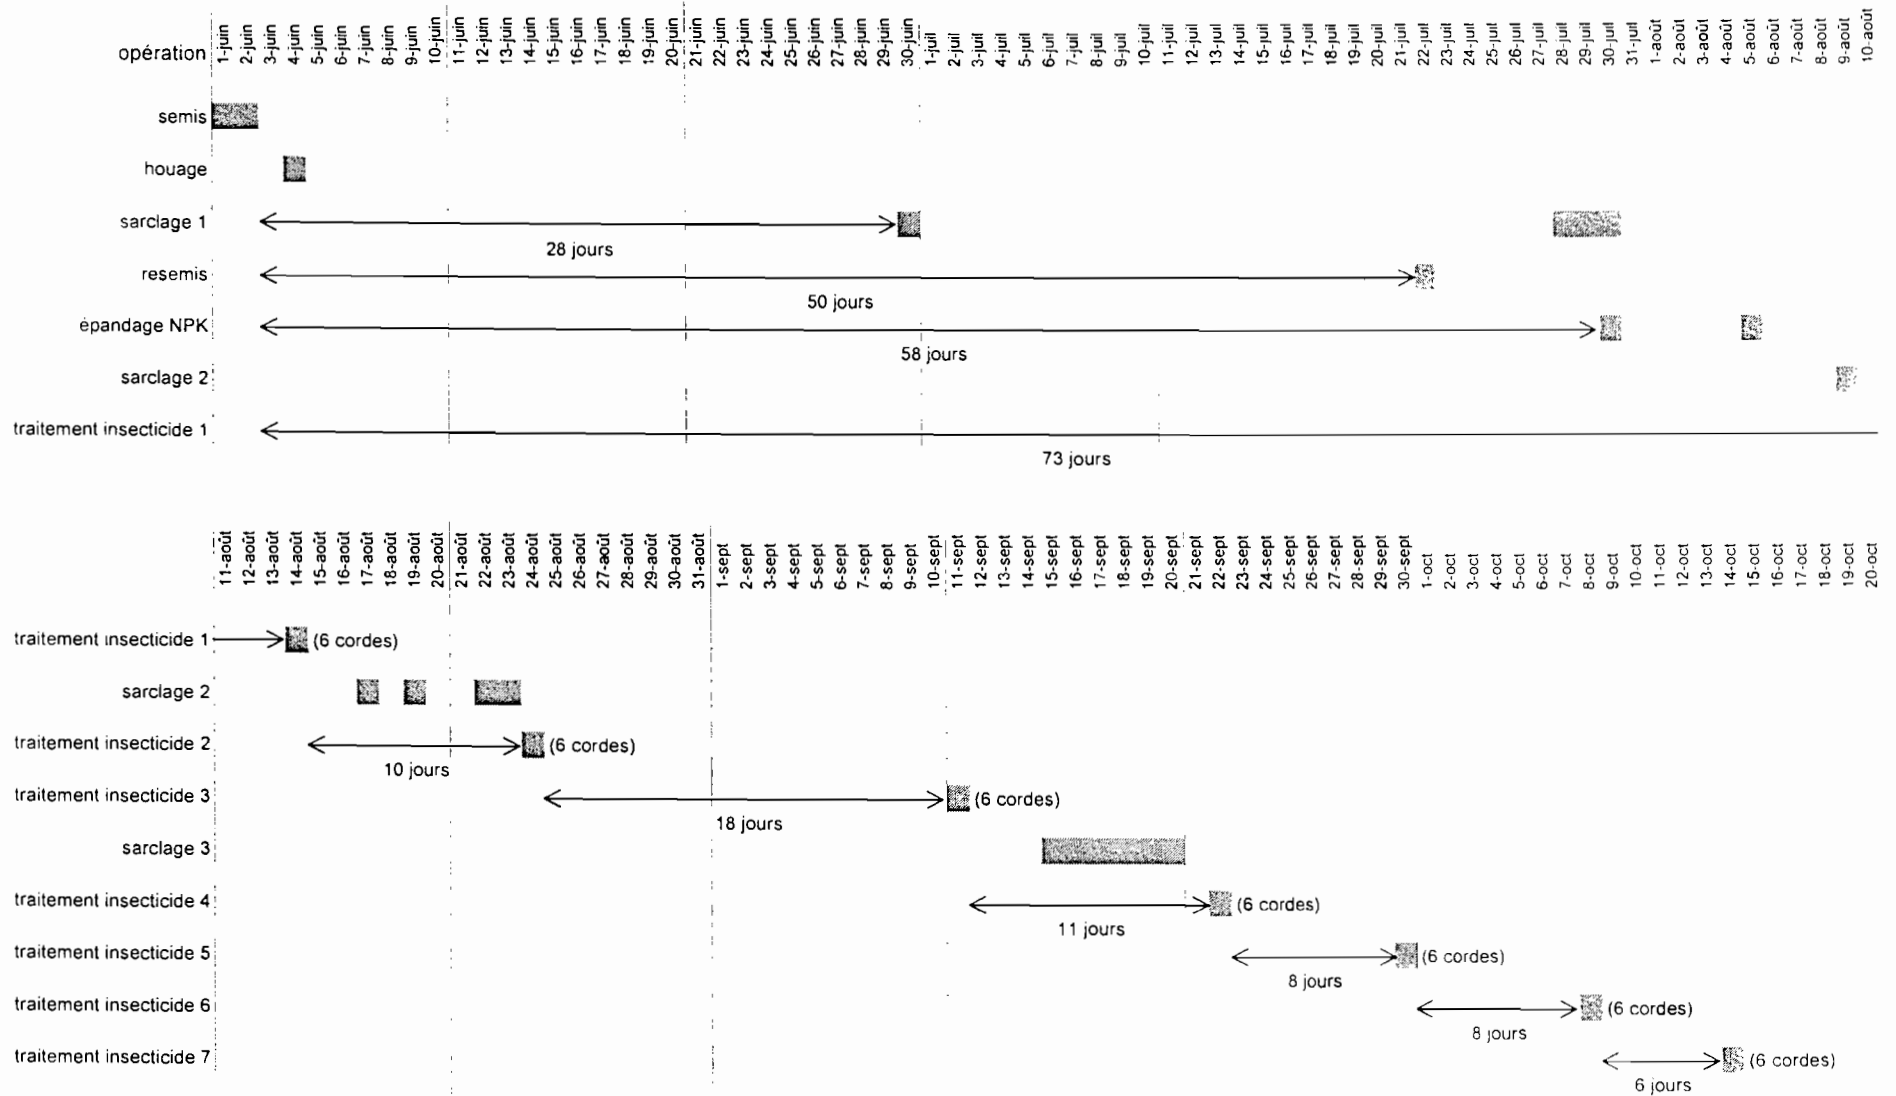 opération 1-juin 2-juin 3-juin 4-juin 5-juin 6-juin 7-juin 8-juin 9-juin 10-juin 11-juin 12-juin 13-juin 14-juin 15-juin 16-juin 17-juin 18-juin 19-juin 20-juin 21-juin 22-juin 23-juin 24-juin 25-juin 26-juin 27-juin 28-juin 29-juin 30-juin 1-juil 2-juil 3-juil 4-juil 5-juil 6-juil 7-juil 8-juil 9-juil 10-juil 11-juil 12-juil 13-juil 14-juil 15-juil 16-juil 17-juil 18-juil 19-juil 20-juil 21-juil 22-juil 23-juil 24-juil 25-juil 26-juil 27-juil 28-juil 29-juil 30-juil 31-juil 1-août 2-août 3-août 4-août 5-août 6-août 7-août 8-août 9-août 10-août
semis
houage
sarclage 1
28 jours
resemis
50 jours
épandage NPK
58 jours
sarclage 2
traitement insecticide 1
73 jours
11-août 12-août 13-août 14-août 15-août 16-août 17-août 18-août 19-août 20-août 21-août 22-août 23-août 24-août 25-août 26-août 27-août 28-août 29-août 30-août 31-août 1-sept 2-sept 3-sept 4-sept 5-sept 6-sept 7-sept 8-sept 9-sept 10-sept 11-sept 12-sept 13-sept 14-sept 15-sept 16-sept 17-sept 18-sept 19-sept 20-sept 21-sept 22-sept 23-sept 24-sept 25-sept 26-sept 27-sept 28-sept 29-sept 30-sept 1-oct 2-oct 3-oct 4-oct 5-oct 6-oct 7-oct 8-oct 9-oct 10-oct 11-oct 12-oct 13-oct 14-oct 15-oct 16-oct 17-oct 18-oct 19-oct 20-oct
traitement insecticide 1 (6 cordes)
sarclage 2
traitement insecticide 2 (6 cordes)
10 jours
traitement insecticide 3 (6 cordes)
18 jours
sarclage 3
traitement insecticide 4 (6 cordes)
11 jours
traitement insecticide 5 (6 cordes)
8 jours
traitement insecticide 6 (6 cordes)
8 jours
traitement insecticide 7 (6 cordes)
6 jours